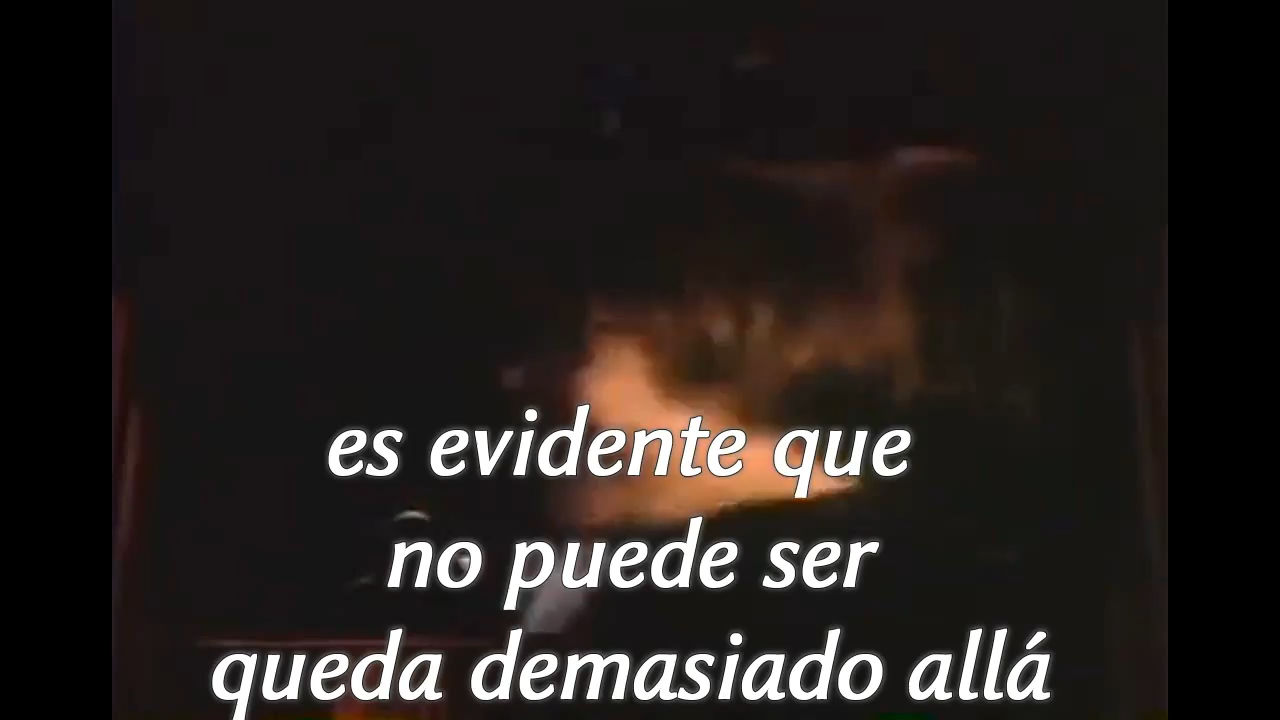 es evidente que
no puede ser
queda demasiado allá